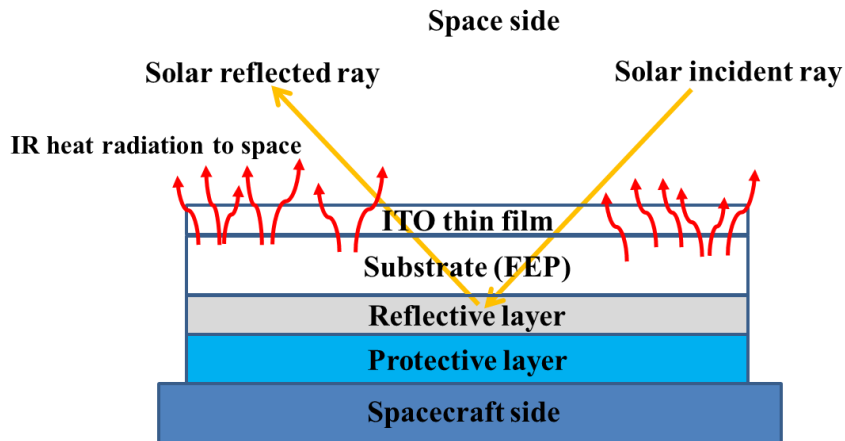 Space side
Solar reflected ray
Solar incident ray
IR heat radiation to space
ITO thin film
Substrate (FEP)
Reflective layer
Protective layer
Spacecraft side